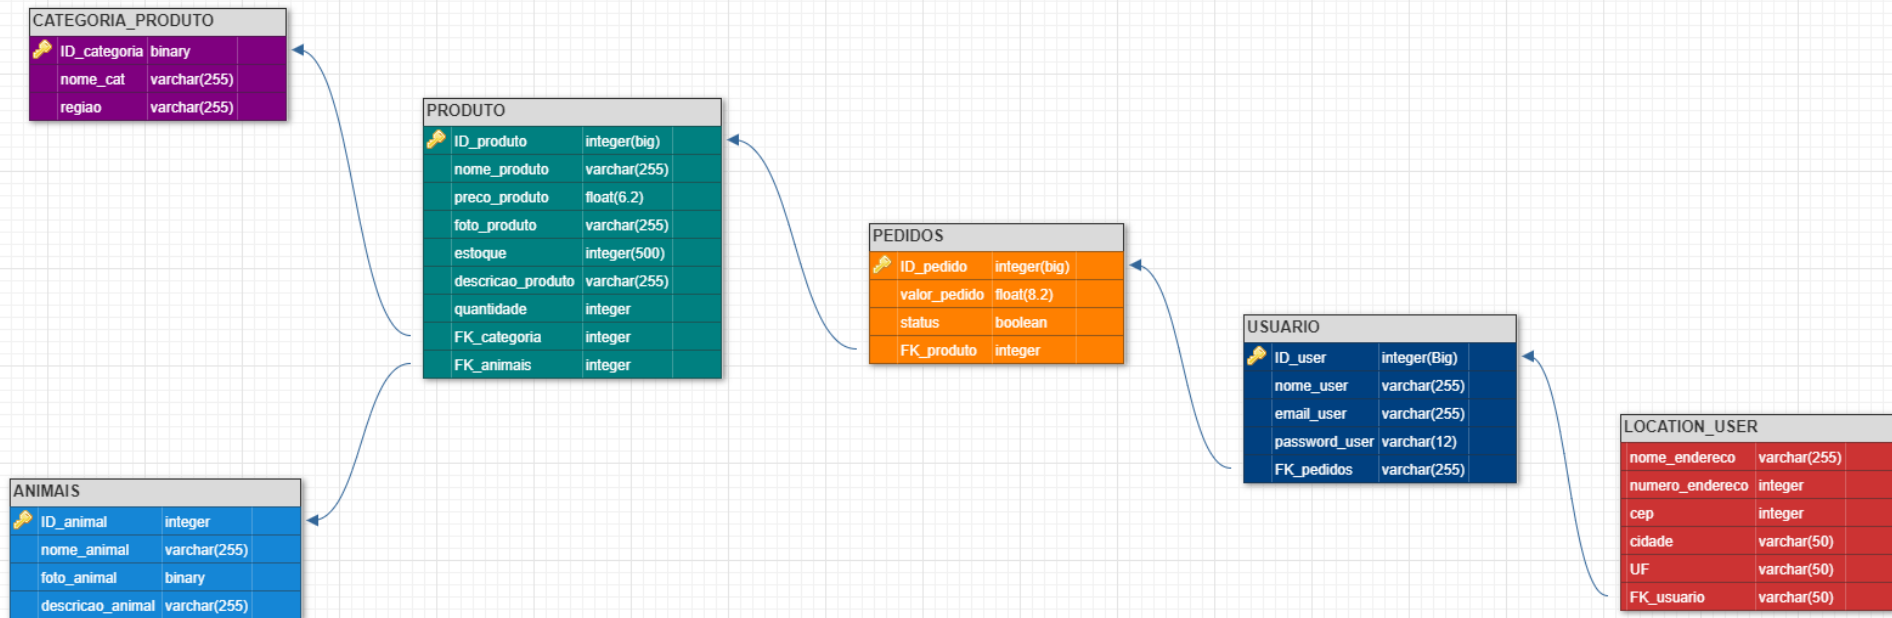 CATEGORIA_PRODUTO
ID_categoria binary
nome_cat varchar(255)
regiao varchar(255)
PRODUTO
ID_produto integer(big)
nome_produto varchar(255)
preco_produto float(6.2)
foto_produto varchar(255)
estoque integer(500)
descricao_produto varchar(255)
quantidade integer
FK_categoria integer
FK_animais integer
PEDIDOS
ID_pedido integer(big)
valor_pedido float(8.2)
status boolean
FK_produto integer
USUARIO
ID_user integer(Big)
nome_user varchar(255)
email_user varchar(255)
password_user varchar(12)
FK_pedidos varchar(255)
LOCATION_USER
nome_endereco varchar(255)
numero_endereco integer
cep integer
cidade varchar(50)
UF varchar(50)
FK_usuario varchar(50)
ANIMAIS
ID_animal integer
nome_animal varchar(255)
foto_animal binary
descricao_animal varchar(255)